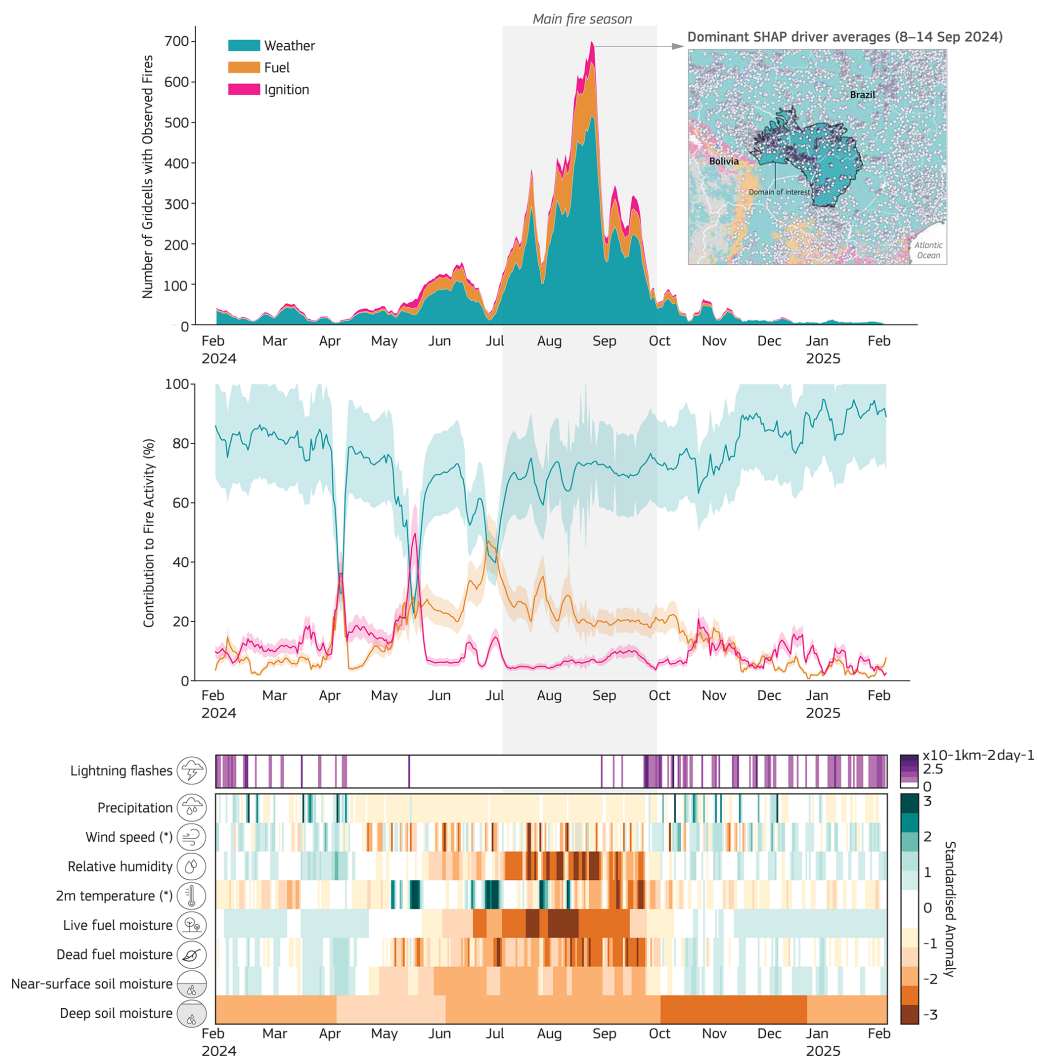 Main fire season
Dominant SHAP driver averages (8–14 Sep 2024)
Number of Gridcells with Observed Fires
700
600
500
400
300
200
100
0
Weather
Fuel
Ignition
Brazil
Bolivia
Domain of interest
Atlantic
Ocean
Feb Mar Apr May Jun Jul Aug Sep Oct Nov Dec Jan Feb
2024 2025
Contribution to Fire Activity (%)
100
80
60
40
20
0
Feb Mar Apr May Jun Jul Aug Sep Oct Nov Dec Jan Feb
2024 2025
Lightning flashes
x10-1km-2day-1
2.5
0
Precipitation
Wind speed (*)
Relative humidity
2m temperature (*)
Live fuel moisture
Dead fuel moisture
Near-surface soil moisture
Deep soil moisture
3
2
1
0
-1
-2
-3
Standardised Anomaly
Feb Mar Apr May Jun Jul Aug Sep Oct Nov Dec Jan Feb
2024 2025